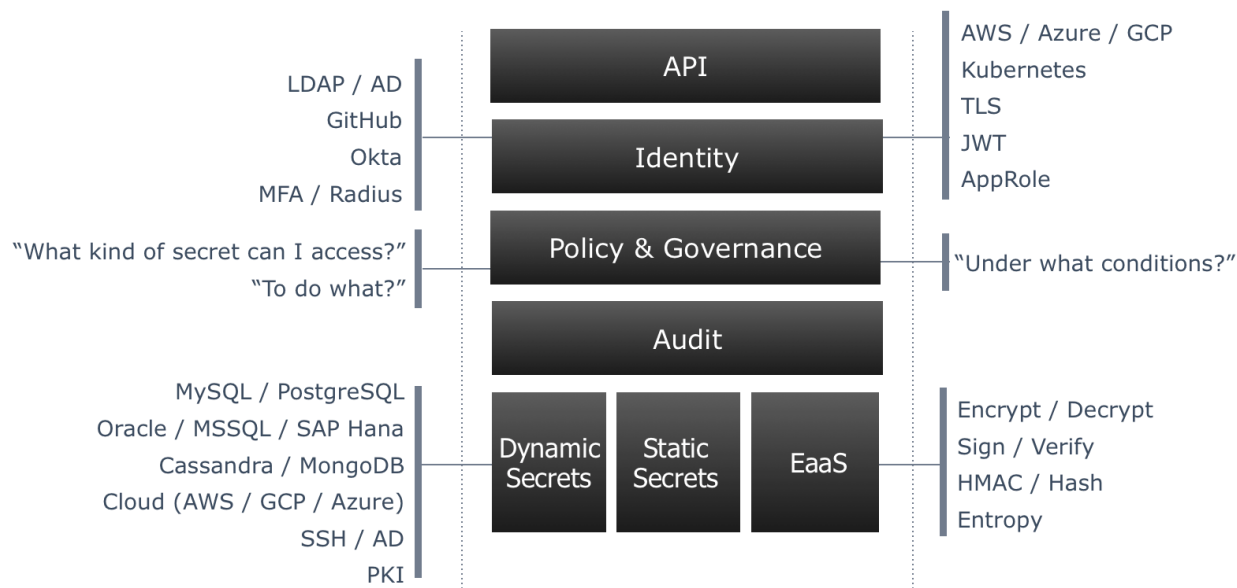 API
Identity
Policy & Governance
Audit
Dynamic
Secrets
Static
Secrets
EaaS
LDAP / AD
GitHub
Okta
MFA / Radius
“What kind of secret can I access?”
“To do what?”
MySQL / PostgreSQL
Oracle / MSSQL / SAP Hana
Cassandra / MongoDB
Cloud (AWS / GCP / Azure)
SSH / AD
PKI
AWS / Azure / GCP
Kubernetes
TLS
JWT
AppRole
“Under what conditions?”
Encrypt / Decrypt
Sign / Verify
HMAC / Hash
Entropy